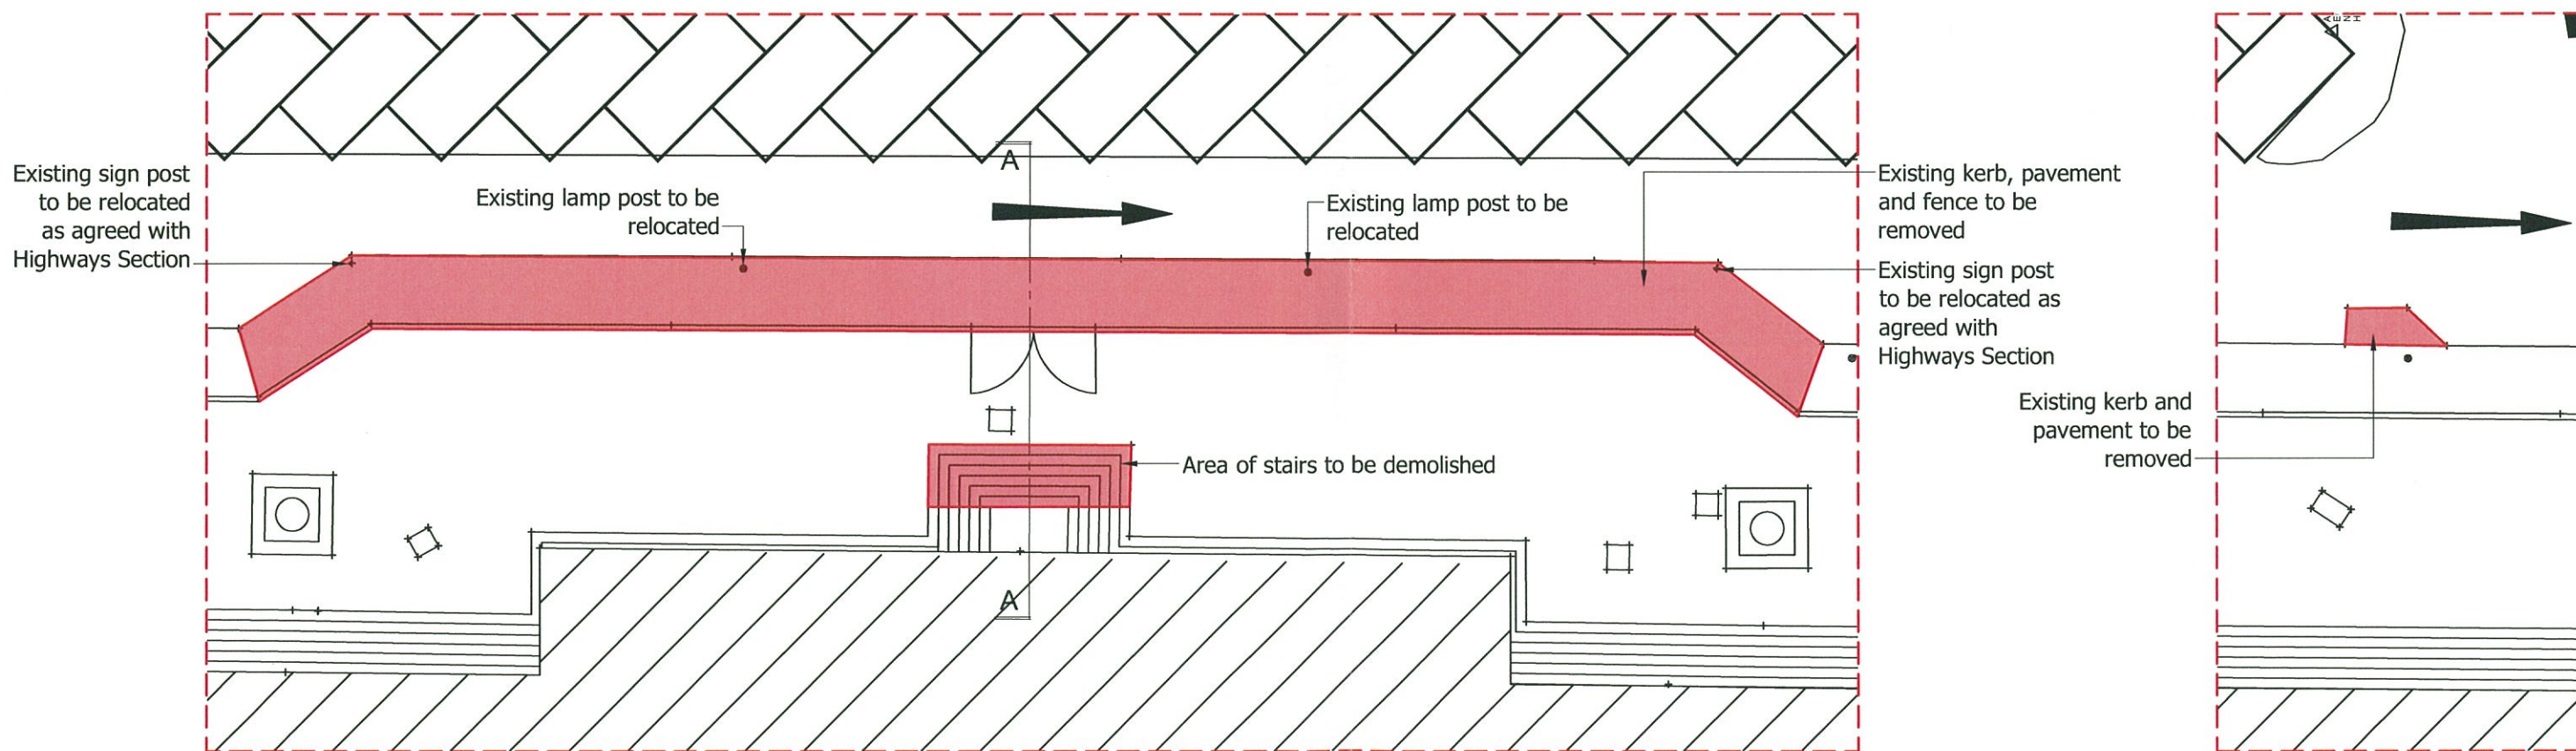 Existing sign post
to be relocated
as agreed with
Highways Section
Existing lamp post to be
relocated
A
Existing lamp post to be
relocated
Existing kerb, pavement
and fence to be
removed
Existing sign post
to be relocated as
agreed with
Highways Section
Area of stairs to be demolished
A
Existing kerb and
pavement to be
removed